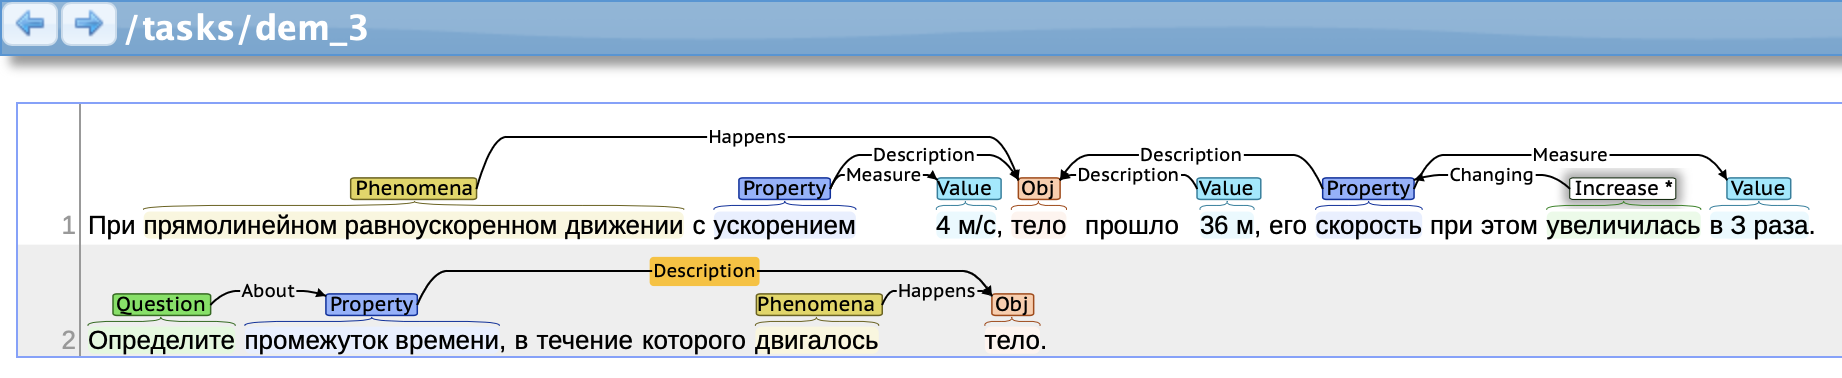 /tasks/dem_3
Happens
Description Description Measure
Phenomena Property Measure Value Obj Description Value Property Changing Increase * Value
1 При прямолинейном равноускоренном движении с ускорением 4 м/с, тело прошло 36 м, его скорость при этом увеличилась в 3 раза.
Description
Question About Property Phenomena Happens Obj
2 Определите промежуток времени, в течение которого двигалось тело.